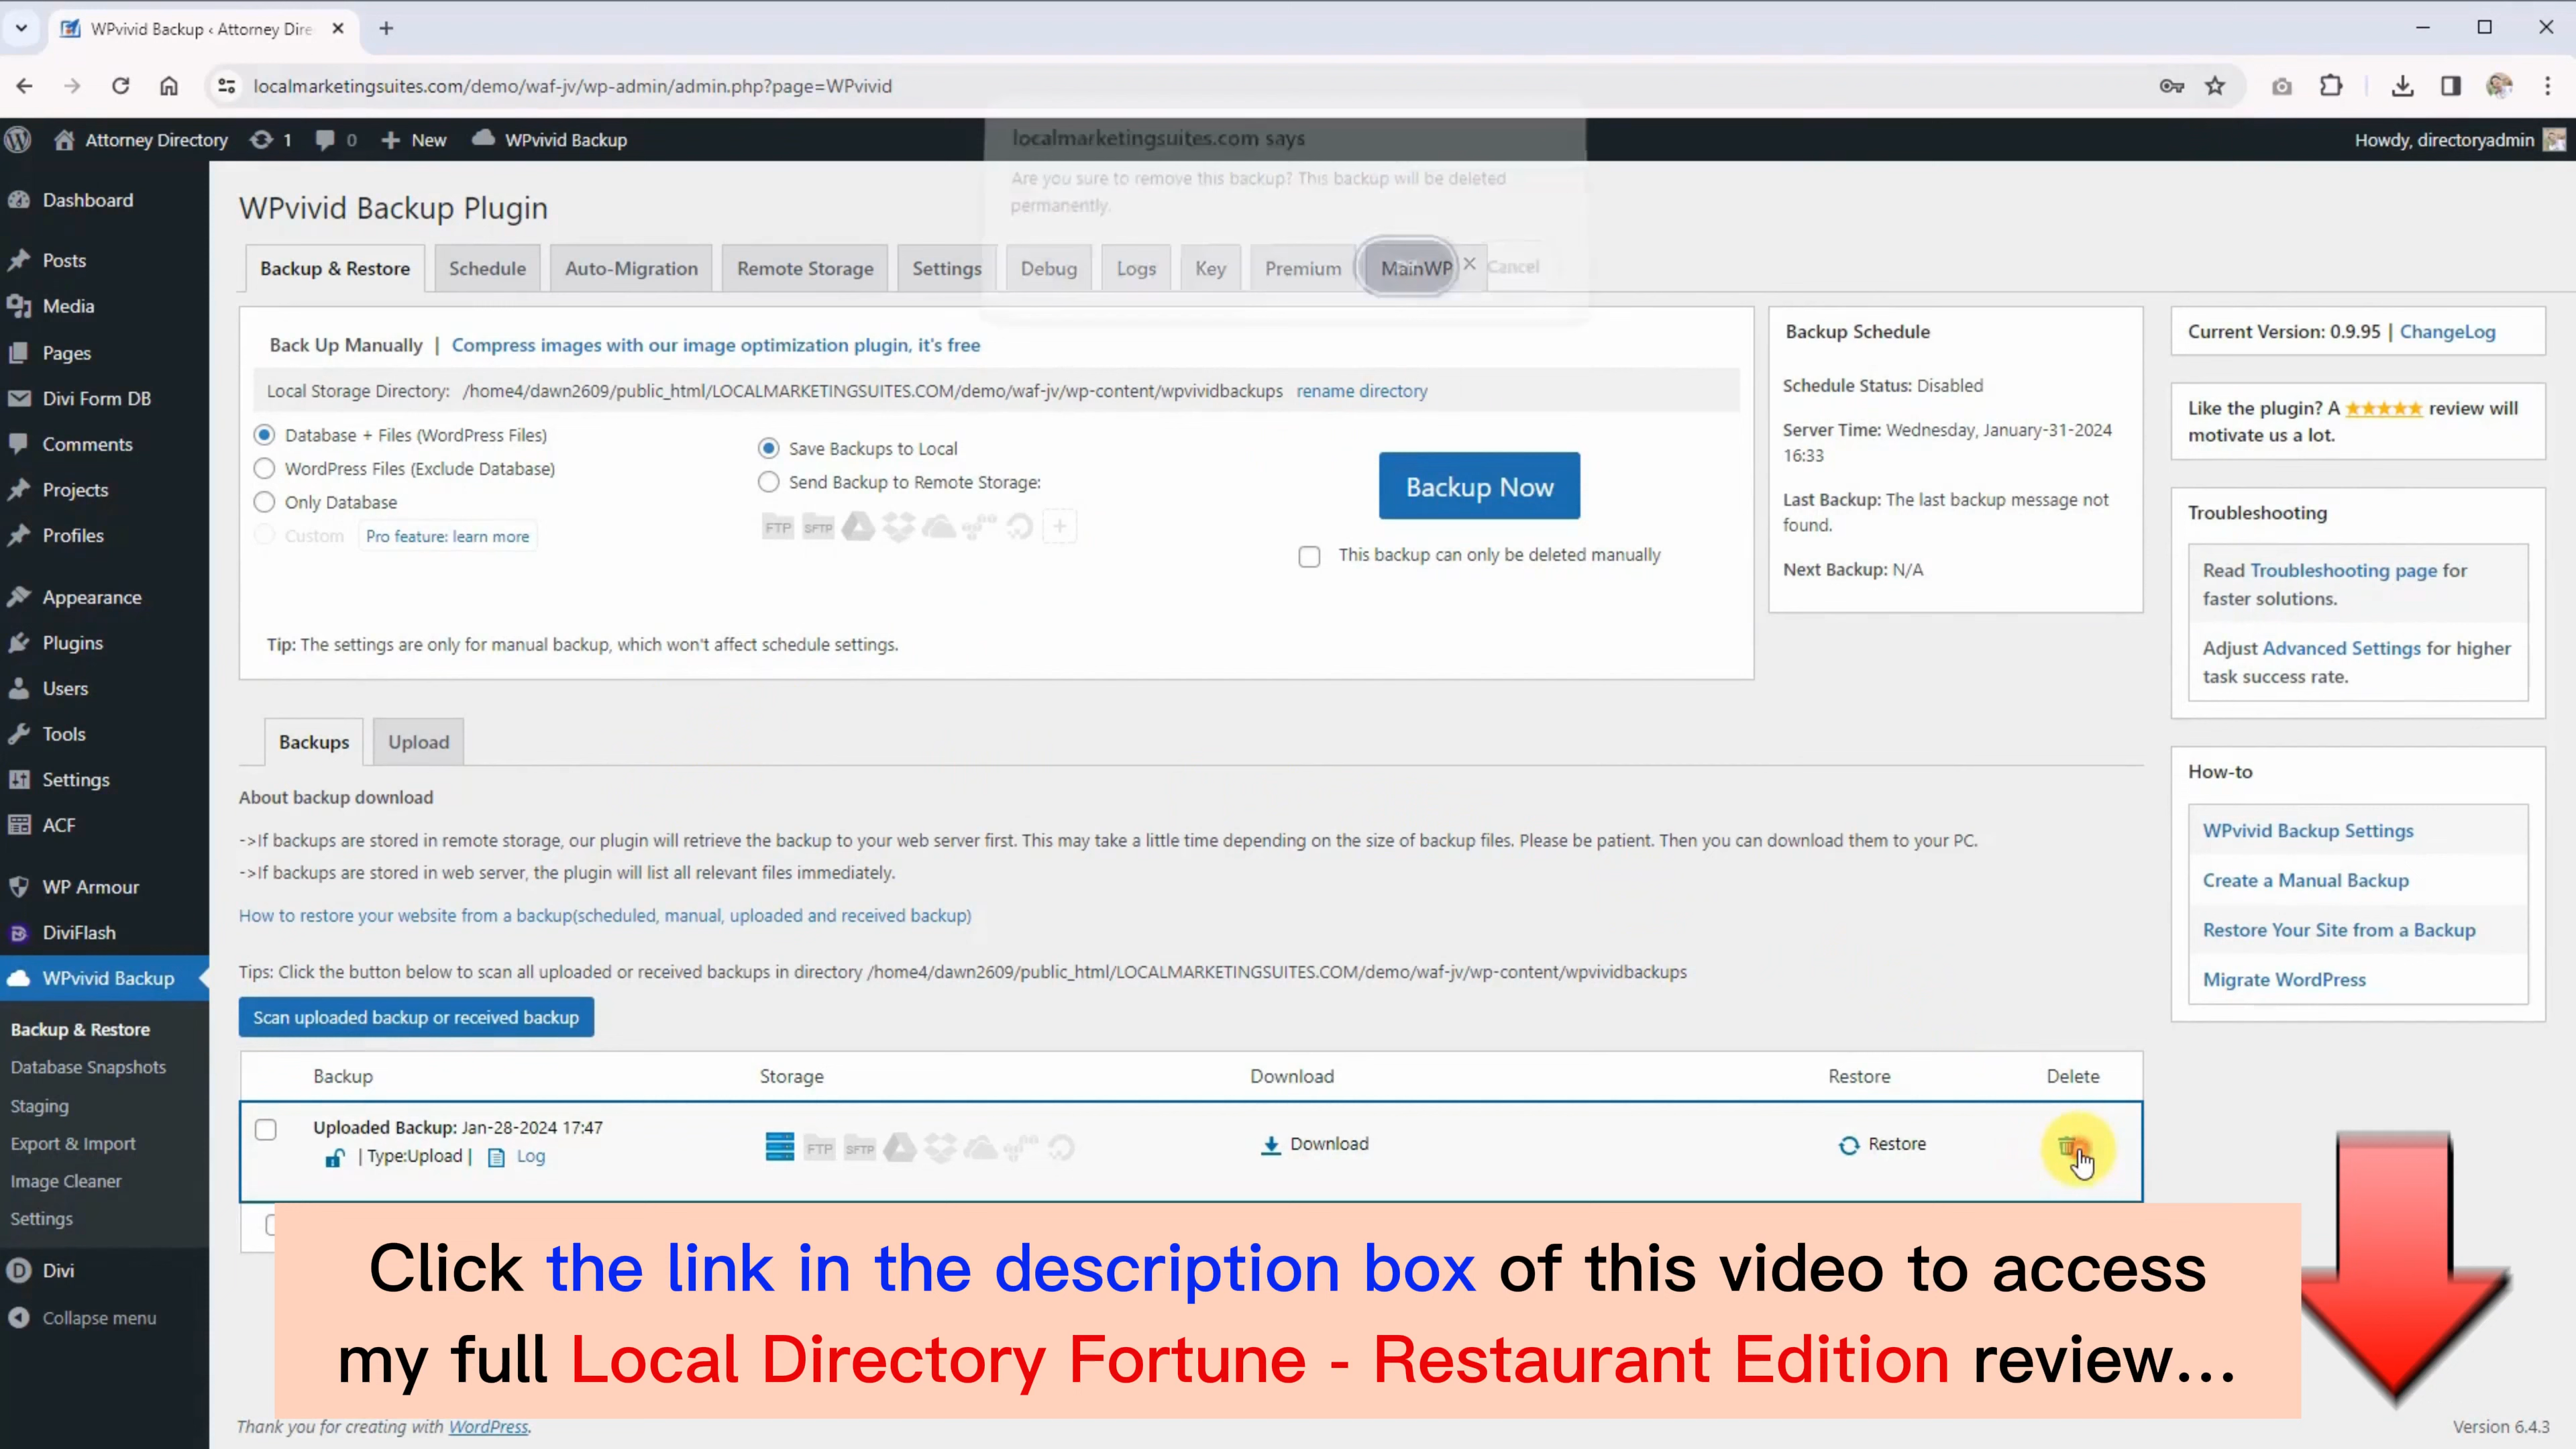 WPvivid Backup ‹ Attorney Dire
localmarketingsuites.com/demo/waf-jv/wp-admin/admin.php?page=WPvivid
Attorney Directory 1 0 New WPvivid Backup
Howdy, directoryadmin
localmarketingsuites.com says
Are you sure to remove this backup? This backup will be deleted
permanently.
Cancel
Dashboard
Posts
Media
Pages
Divi Form DB
Comments
Projects
Profiles
Appearance
Plugins
Users
Tools
Settings
ACF
WP Armour
DiviFlash
WPvivid Backup
Backup & Restore
Database Snapshots
Staging
Export & Import
Image Cleaner
Settings
Divi
Collapse menu
WPvivid Backup Plugin
Backup & Restore Schedule Auto-Migration Remote Storage Settings Debug Logs Key Premium MainWP
Back Up Manually | Compress images with our image optimization plugin, it's free
Local Storage Directory: /home4/dawn2609/public_html/LOCALMARKETINGSUITES.COM/demo/waf-jv/wp-content/wpvividbackups rename directory
Database + Files (WordPress Files)
WordPress Files (Exclude Database)
Only Database
Custom Pro feature: learn more
Save Backups to Local
Send Backup to Remote Storage:
FTP SFTP
Backup Now
This backup can only be deleted manually
Tip: The settings are only for manual backup, which won't affect schedule settings.
Backup Schedule
Schedule Status: Disabled
Server Time: Wednesday, January-31-2024
16:33
Last Backup: The last backup message not
found.
Next Backup: N/A
Current Version: 0.9.95 | ChangeLog
Like the plugin? A ★★★★★ review will
motivate us a lot.
Troubleshooting
Read Troubleshooting page for
faster solutions.
Adjust Advanced Settings for higher
task success rate.
How-to
WPvivid Backup Settings
Create a Manual Backup
Restore Your Site from a Backup
Migrate WordPress
Backups Upload
About backup download
->If backups are stored in remote storage, our plugin will retrieve the backup to your web server first. This may take a little time depending on the size of backup files. Please be patient. Then you can download them to your PC.
->If backups are stored in web server, the plugin will list all relevant files immediately.
How to restore your website from a backup(scheduled, manual, uploaded and received backup)
Tips: Click the button below to scan all uploaded or received backups in directory /home4/dawn2609/public_html/LOCALMARKETINGSUITES.COM/demo/waf-jv/wp-content/wpvividbackups
Scan uploaded backup or received backup
Backup Storage Download Restore Delete
Uploaded Backup: Jan-28-2024 17:47
| Type:Upload | Log
FTP SFTP
Download
Restore
Click the link in the description box of this video to access
my full Local Directory Fortune - Restaurant Edition review...
Thank you for creating with WordPress.
Version 6.4.3